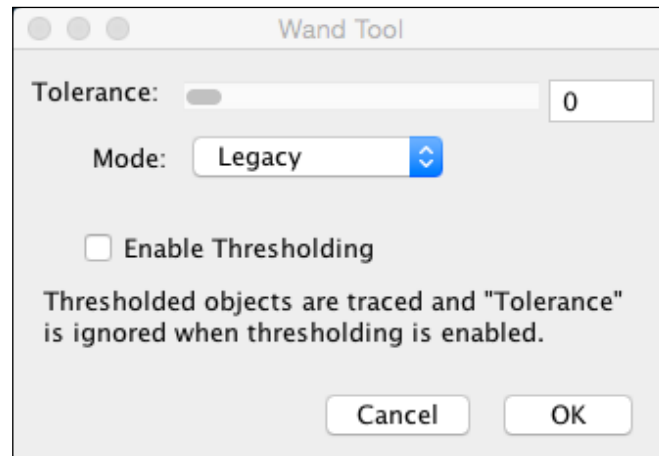 Wand Tool
Tolerance: 0
Mode: Legacy
Enable Thresholding
Thresholded objects are traced and "Tolerance"
is ignored when thresholding is enabled.
Cancel OK